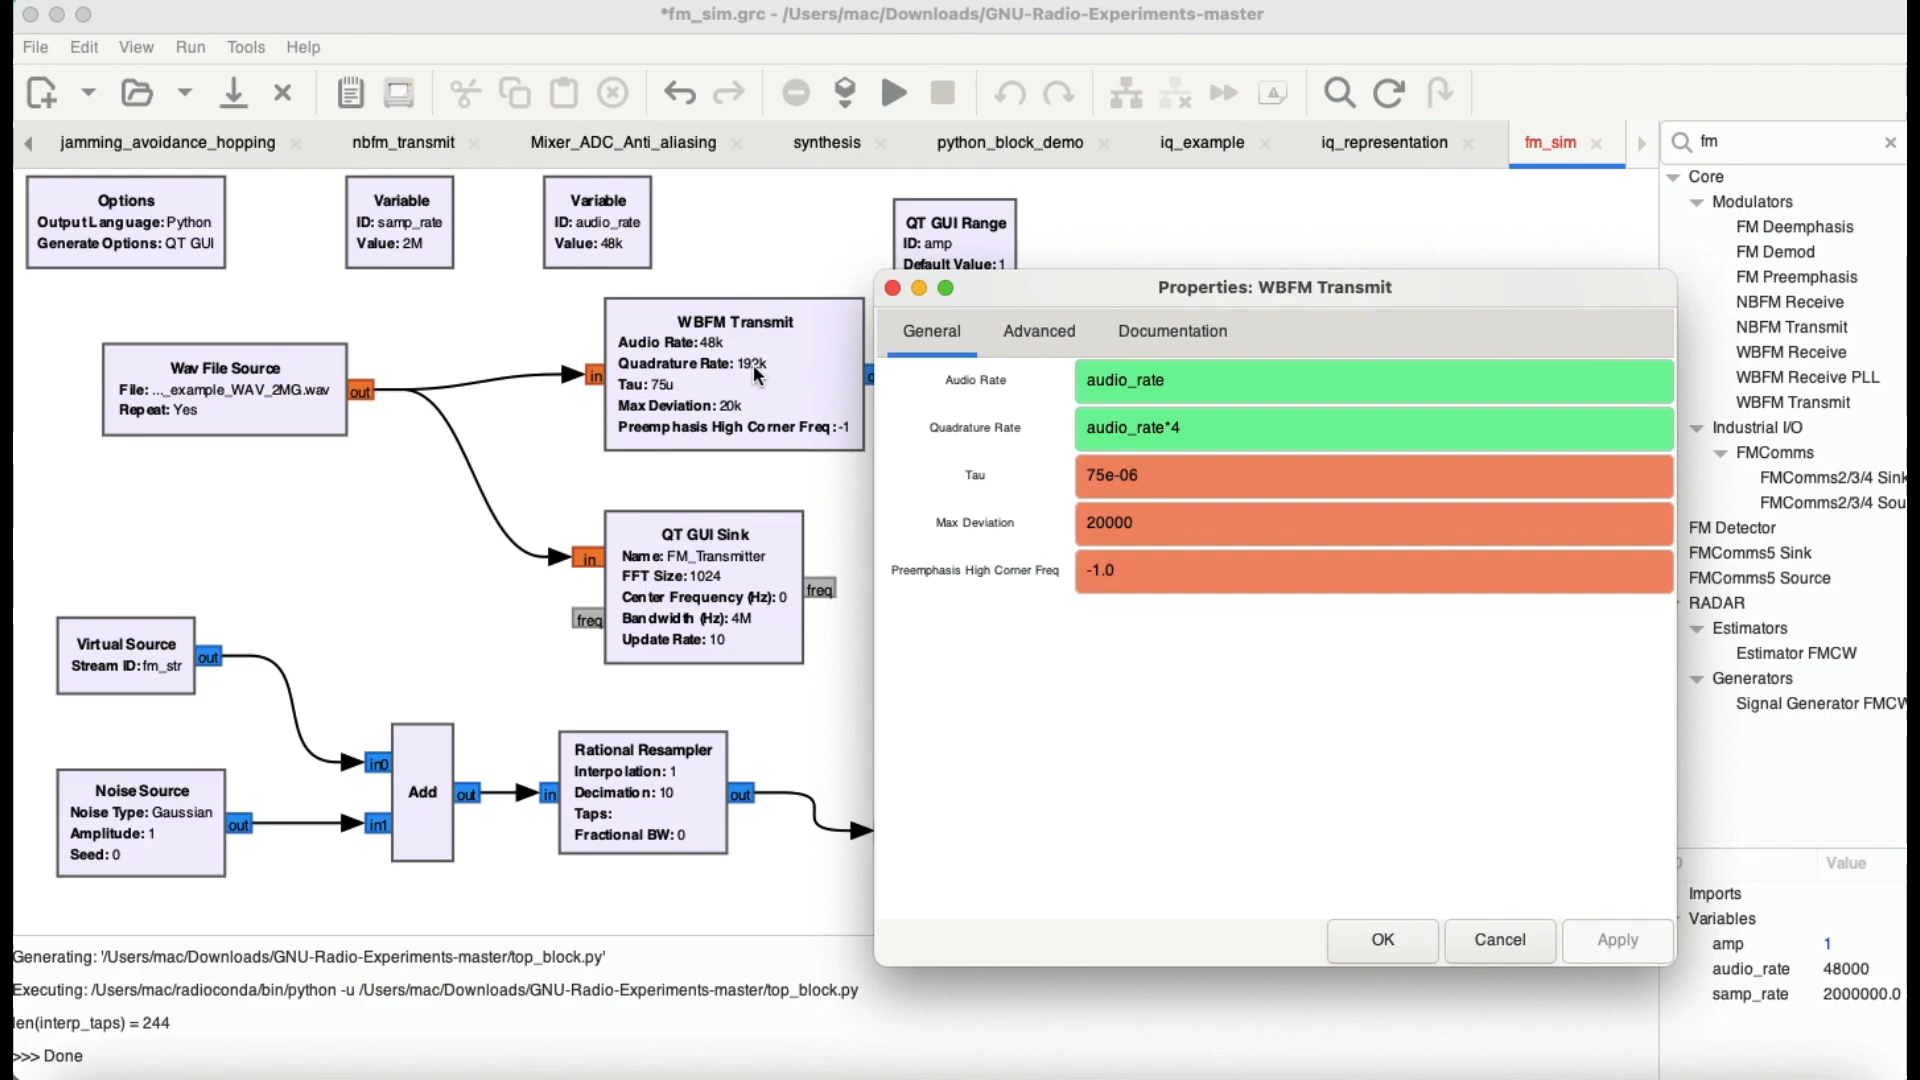 *fm_sim.grc - /Users/mac/Downloads/GNU-Radio-Experiments-master
File Edit View Run Tools Help
jamming_avoidance_hopping nbfm_transmit Mixer_ADC_Anti_aliasing synthesis python_block_demo iq_example iq_representation fm_sim
fm
Options
Output Language: Python
Generate Options: QT GUI
Variable
ID: samp_rate
Value: 2M
Variable
ID: audio_rate
Value: 48k
QT GUI Range
ID: amp
Default Value: 1
Wav File Source
File: ..._example_WAV_2MG.wav
Repeat: Yes
out
in
WBFM Transmit
Audio Rate: 48k
Quadrature Rate: 192k
Tau: 75u
Max Deviation: 20k
Preemphasis High Corner Freq: -1
in
freq
QT GUI Sink
Name: FM_Transmitter
FFT Size: 1024
Center Frequency (Hz): 0
Bandwidth (Hz): 4M
Update Rate: 10
freq
Virtual Source
Stream ID: fm_str
out
Noise Source
Noise Type: Gaussian
Amplitude: 1
Seed: 0
out
in0
in1
Add
out
in
Rational Resampler
Interpolation: 1
Decimation: 10
Taps:
Fractional BW: 0
out
Properties: WBFM Transmit
General Advanced Documentation
Audio Rate audio_rate
Quadrature Rate audio_rate*4
Tau 75e-06
Max Deviation 20000
Preemphasis High Corner Freq -1.0
OK Cancel Apply
Core
Modulators
FM Deemphasis
FM Demod
FM Preemphasis
NBFM Receive
NBFM Transmit
WBFM Receive
WBFM Receive PLL
WBFM Transmit
Industrial I/O
FMComms
FMComms2/3/4 Sink
FMComms2/3/4 Sou
FM Detector
FMComms5 Sink
FMComms5 Source
RADAR
Estimators
Estimator FMCW
Generators
Signal Generator FMCW
Value
Imports
Variables
amp 1
audio_rate 48000
samp_rate 2000000.0
Generating: '/Users/mac/Downloads/GNU-Radio-Experiments-master/top_block.py'
Executing: /Users/mac/radioconda/bin/python -u /Users/mac/Downloads/GNU-Radio-Experiments-master/top_block.py
len(interp_taps) = 244
>>> Done